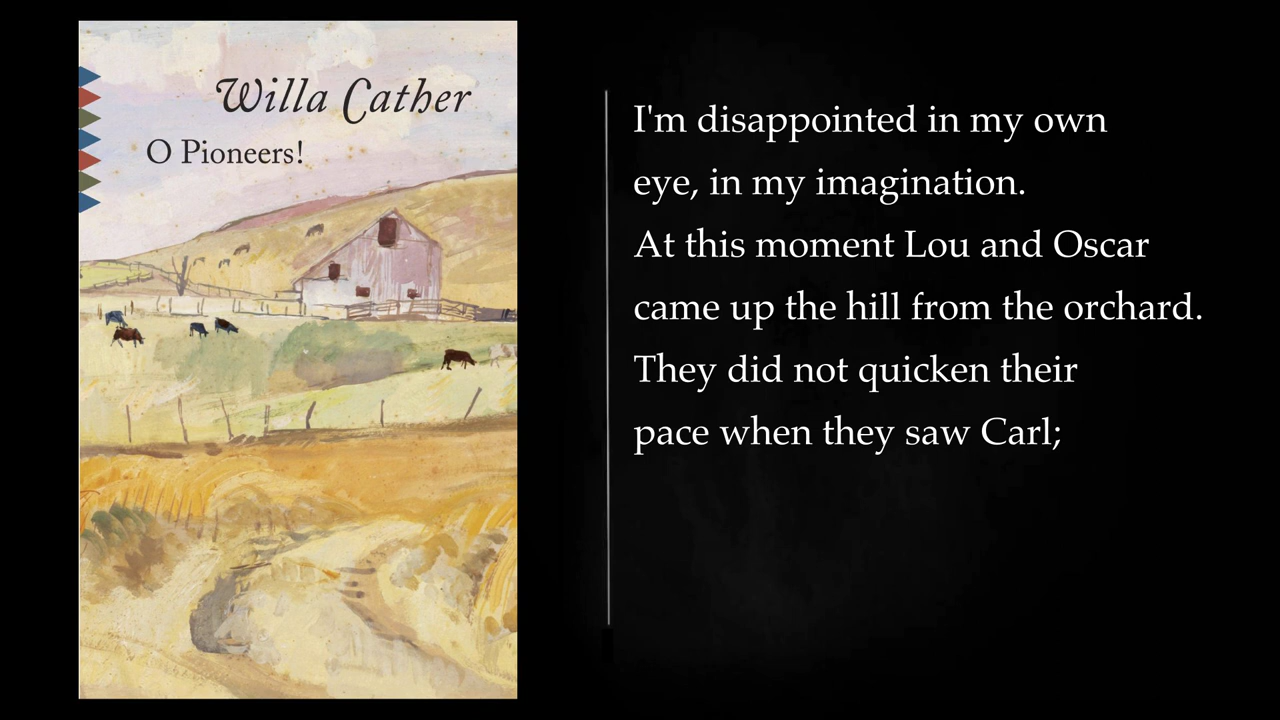 Willa Cather
O Pioneers!
I'm disappointed in my own
eye, in my imagination.
At this moment Lou and Oscar
came up the hill from the orchard.
They did not quicken their
pace when they saw Carl;